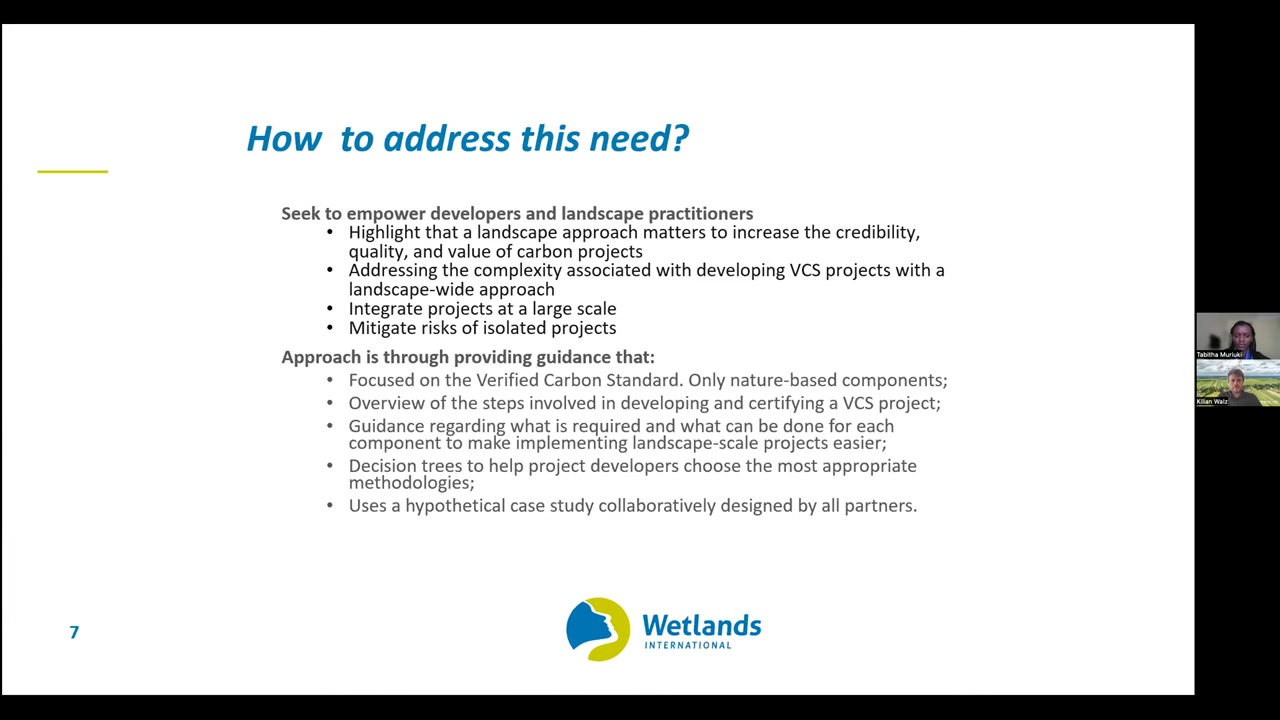 How to address this need?
Seek to empower developers and landscape practitioners
• Highlight that a landscape approach matters to increase the credibility,
quality, and value of carbon projects
• Addressing the complexity associated with developing VCS projects with a
landscape-wide approach
• Integrate projects at a large scale
• Mitigate risks of isolated projects
Approach is through providing guidance that:
• Focused on the Verified Carbon Standard. Only nature-based components;
• Overview of the steps involved in developing and certifying a VCS project;
• Guidance regarding what is required and what can be done for each
component to make implementing landscape-scale projects easier;
• Decision trees to help project developers choose the most appropriate
methodologies;
• Uses a hypothetical case study collaboratively designed by all partners.
7
Wetlands
INTERNATIONAL
Tabitha Muriuki
Kilian Walz